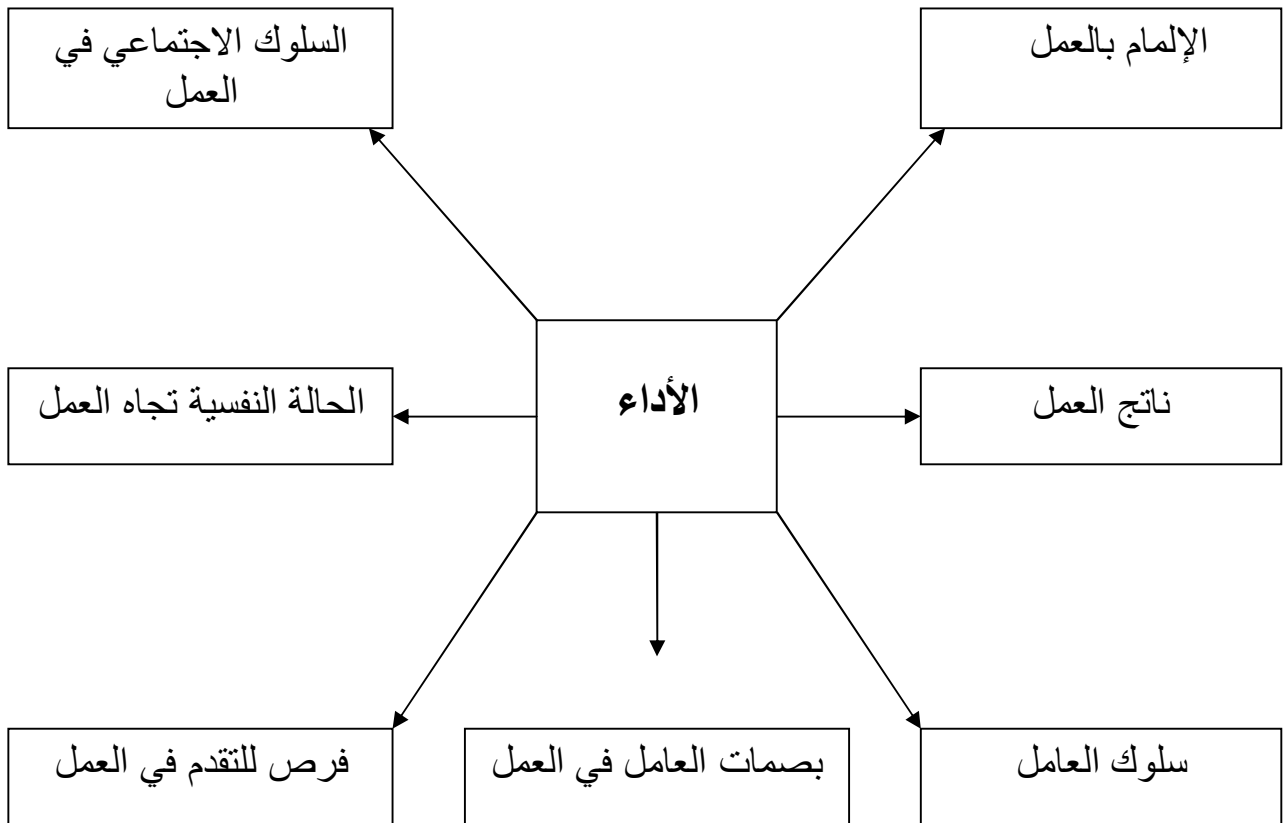 الإلمام بالعمل
السلوك الاجتماعي في
العمل
الأداء
ناتج العمل
الحالة النفسية تجاه العمل
سلوك العامل
بصمات العامل في العمل
فرص للتقدم في العمل